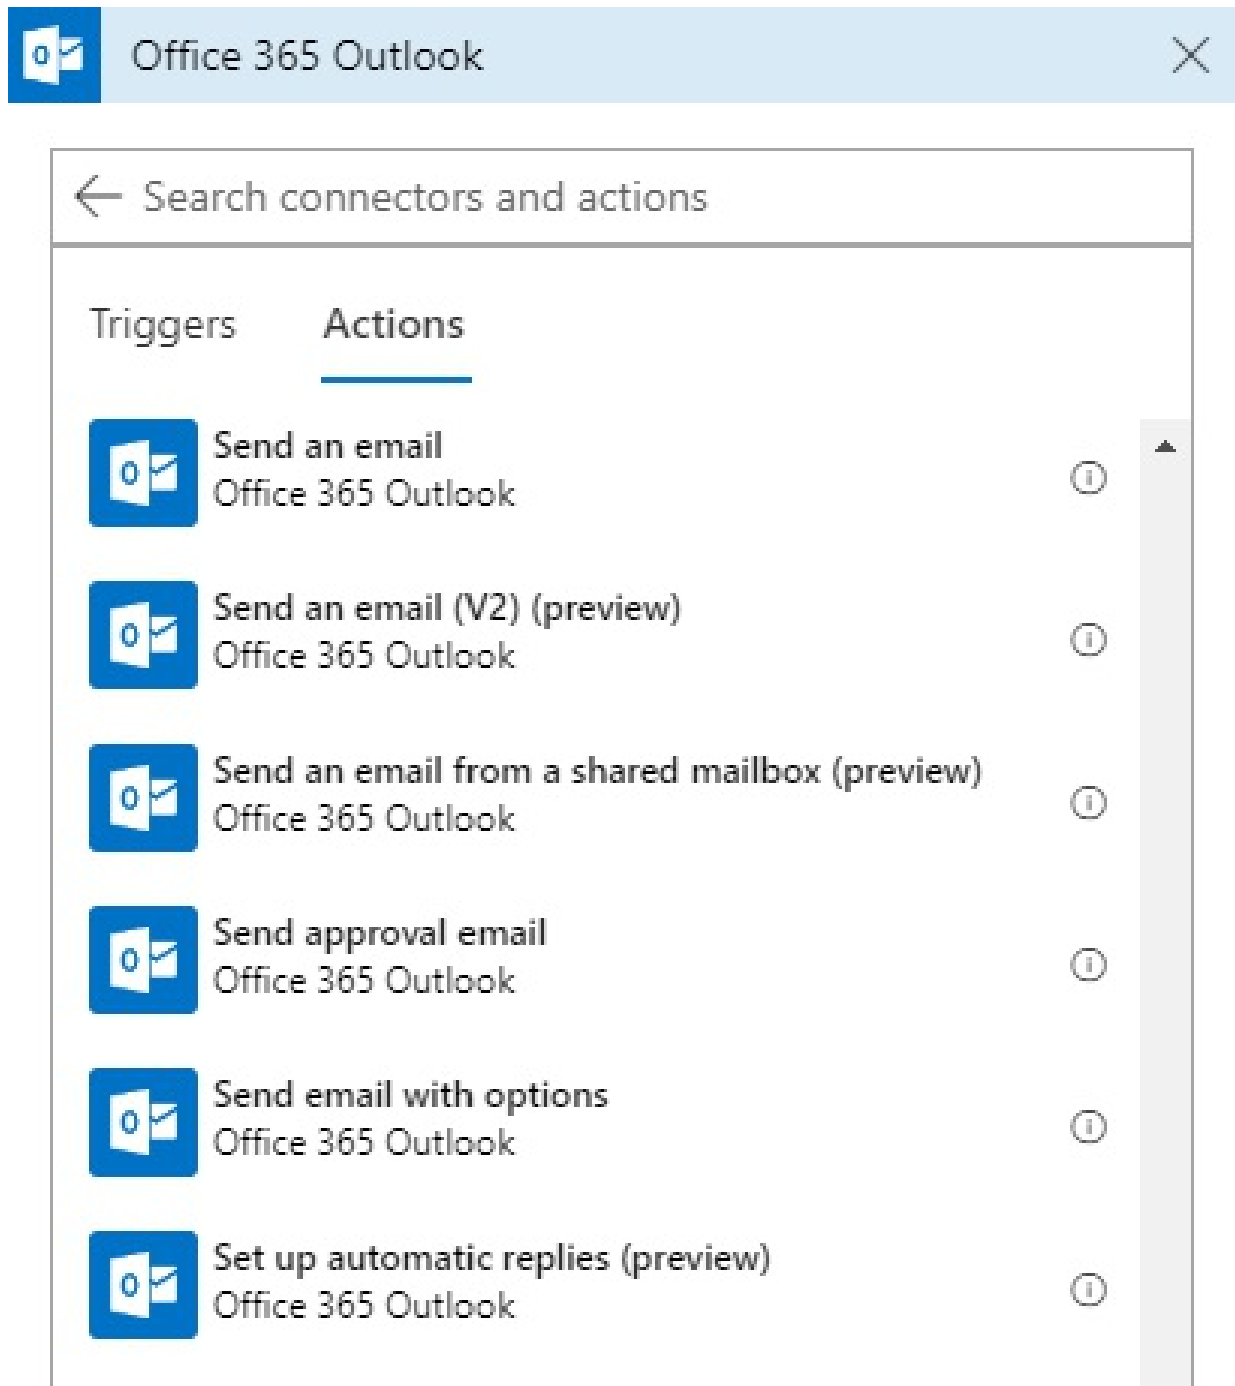 Office 365 Outlook
Search connectors and actions
Triggers Actions
Send an email
Office 365 Outlook
Send an email (V2) (preview)
Office 365 Outlook
Send an email from a shared mailbox (preview)
Office 365 Outlook
Send approval email
Office 365 Outlook
Send email with options
Office 365 Outlook
Set up automatic replies (preview)
Office 365 Outlook